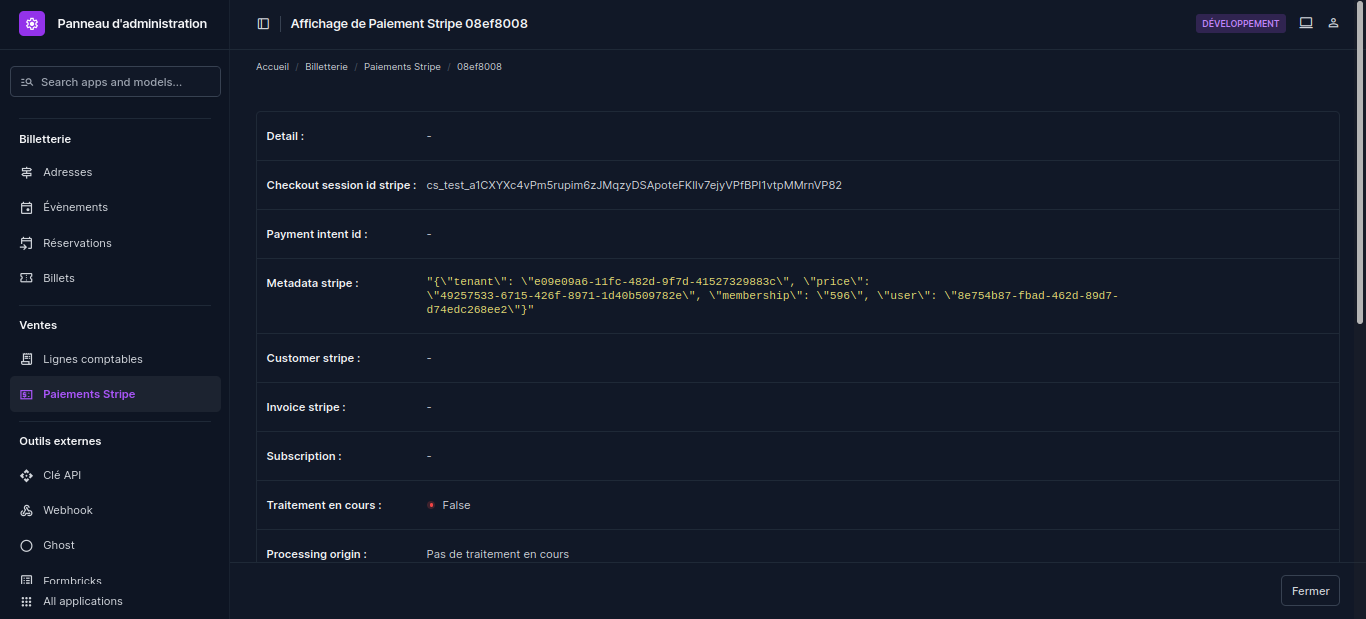 Panneau d'administration
Affichage de Paiement Stripe 08ef8008
DÉVELOPPEMENT
Search apps and models...
Accueil / Billetterie / Paiements Stripe / 08ef8008
Billetterie
Adresses
Évènements
Réservations
Billets
Ventes
Lignes comptables
Paiements Stripe
Outils externes
Clé API
Webhook
Ghost
Formbricks
All applications
Detail : -
Checkout session id stripe : cs_test_a1CXYXc4vPm5rupim6zJMqzyDSApoteFKIlv7ejyVPfBPI1vtpMMrnVP82
Payment intent id : -
Metadata stripe : "{\"tenant\": \"e09e09a6-11fc-482d-9f7d-41527329883c\", \"price\":
\"49257533-6715-426f-8971-1d40b509782e\", \"membership\": \"596\", \"user\": \"8e754b87-fbad-462d-89d7-
d74edc268ee2\"}"
Customer stripe : -
Invoice stripe : -
Subscription : -
Traitement en cours : False
Processing origin : Pas de traitement en cours
Fermer